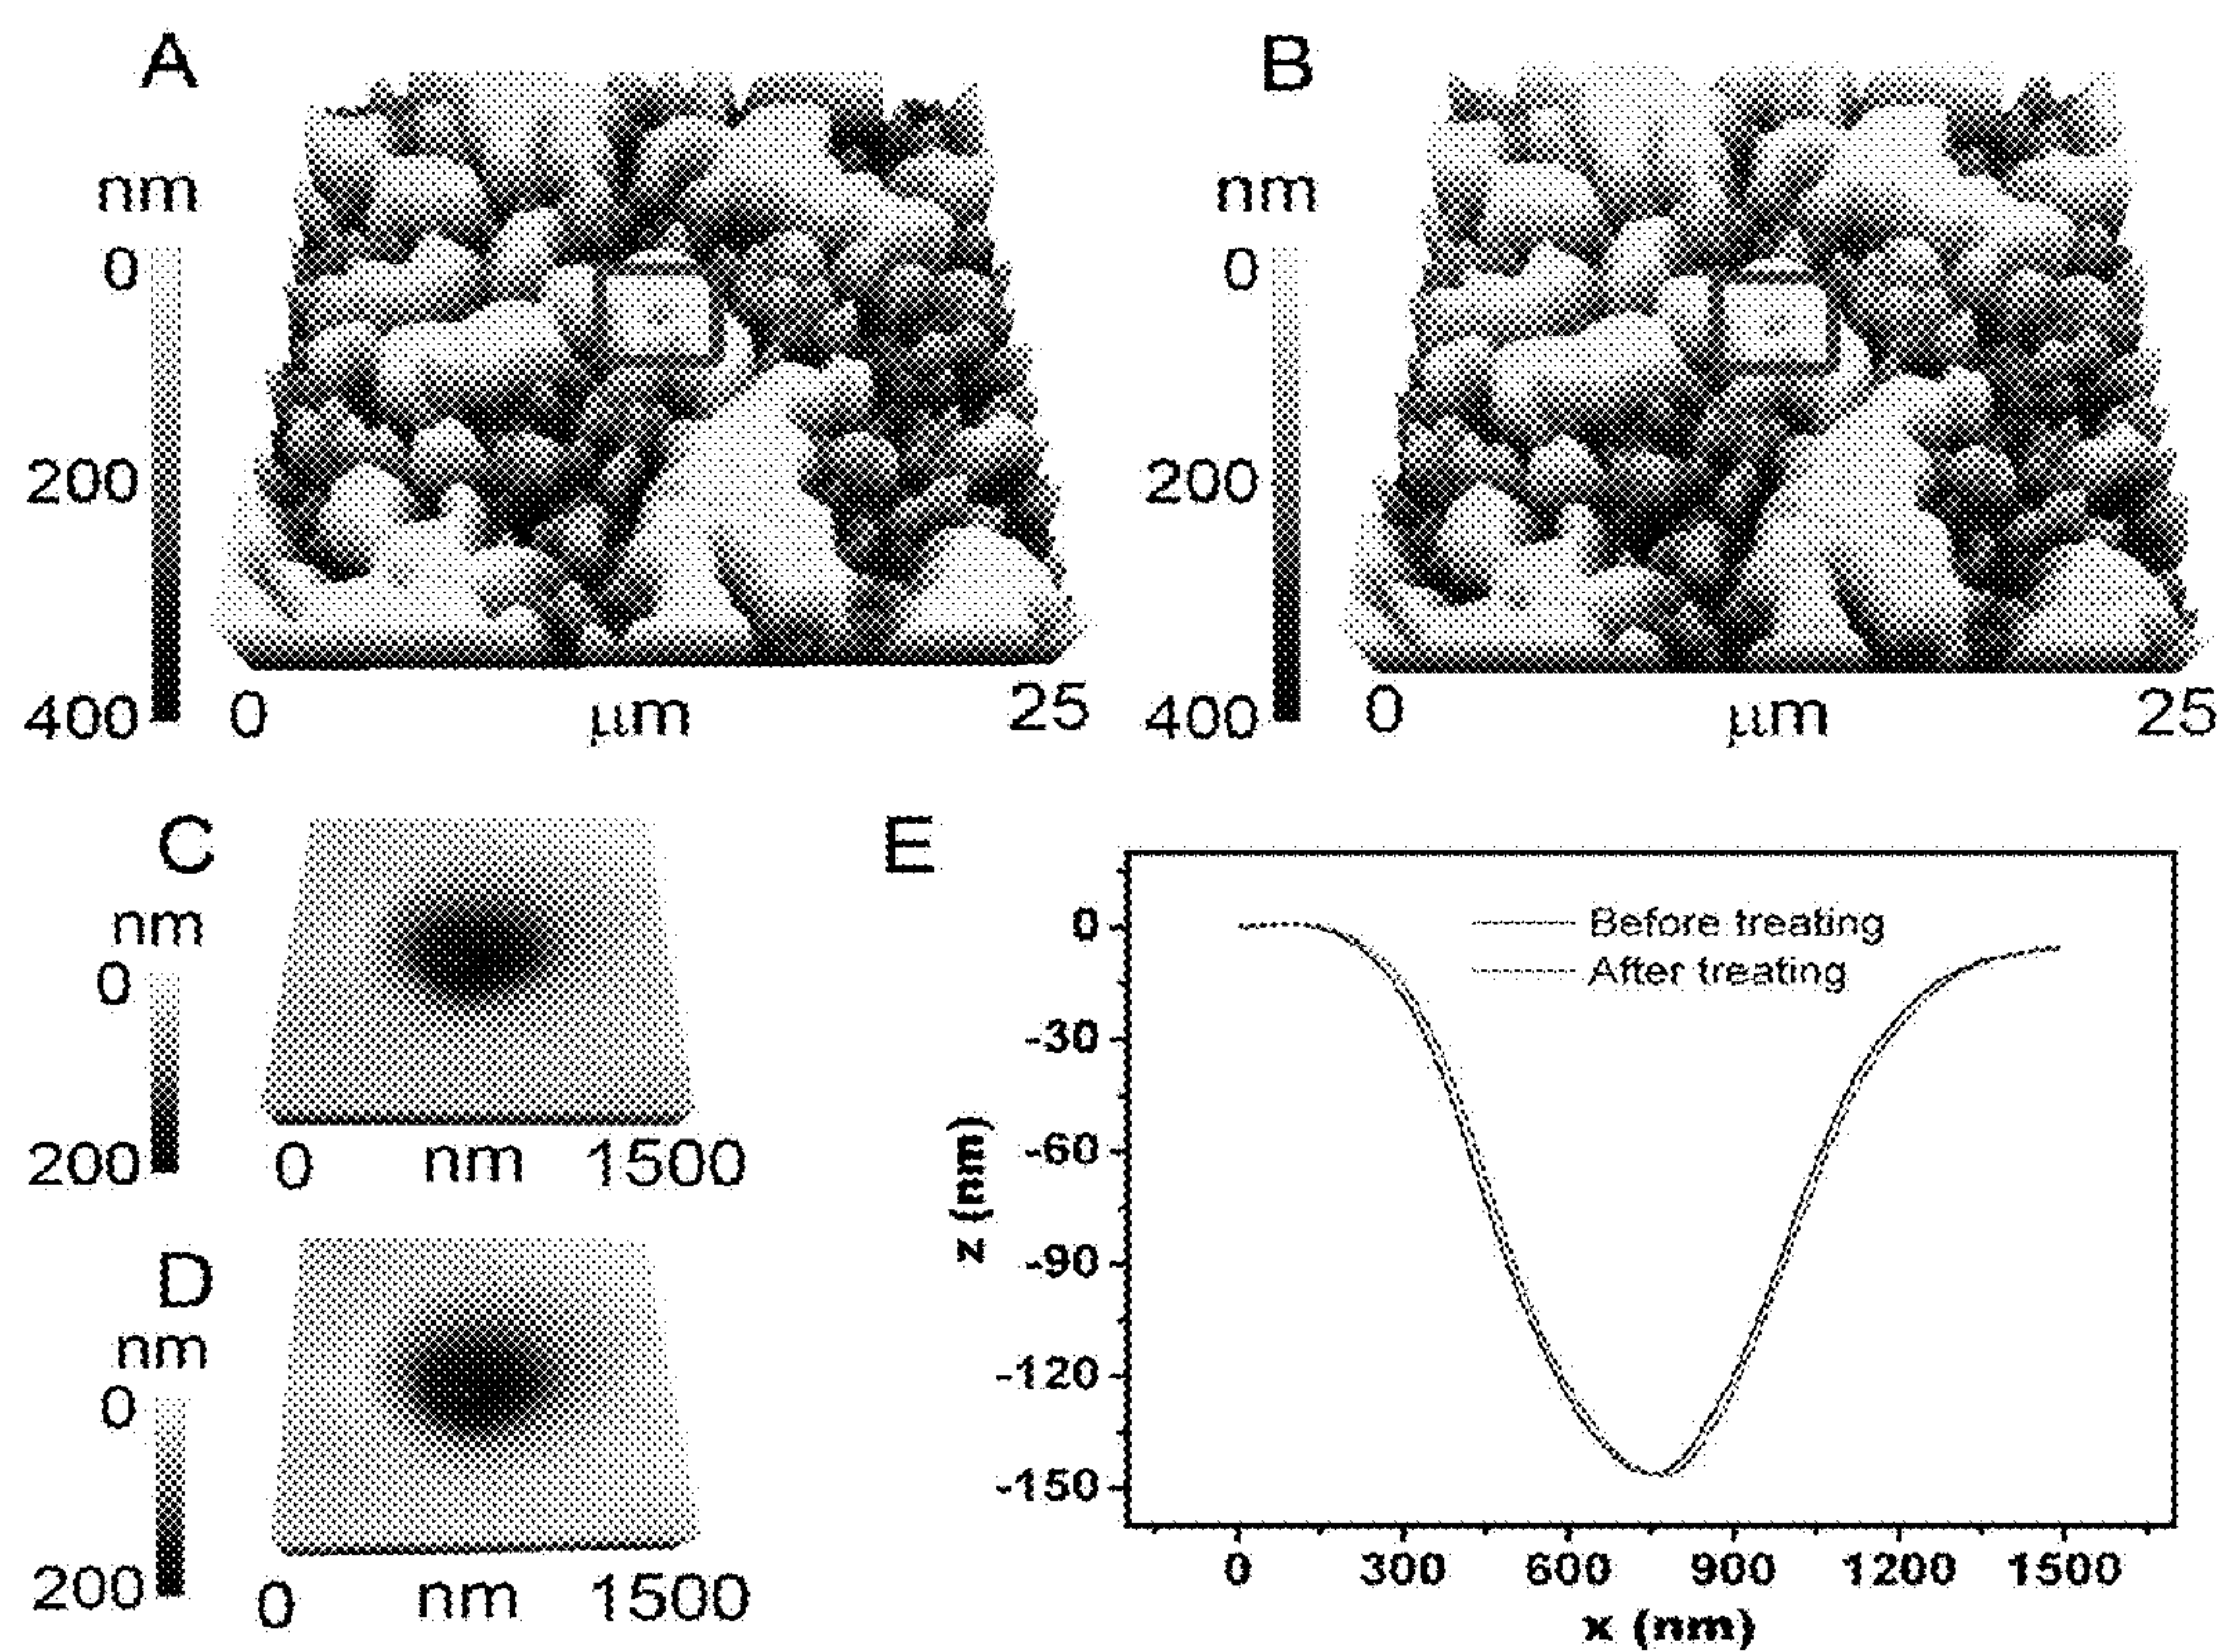 A
nm
0
200
400
0 μm 25
B
nm
0
200
400
0 μm 25
C
nm
0
200
0 nm 1500
D
nm
0
200
0 nm 1500
E
Before treating
After treating
z (nm)
0
-30
-60
-90
-120
-150
0 300 600 900 1200 1500
x (nm)